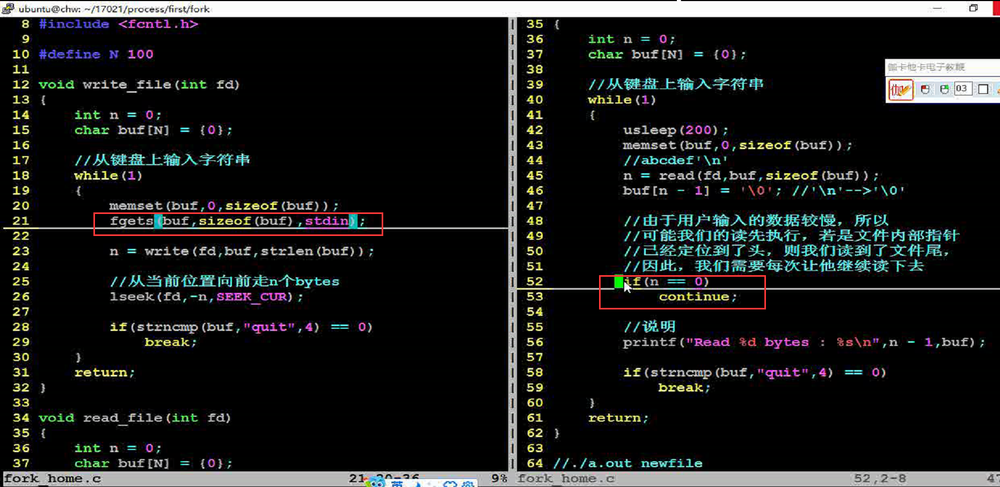 ubuntu@chw: ~/17021/process/first/fork
8 #include <fcntl.h>
9
10 #define N 100
11
12 void write_file(int fd)
13 {
14 int n = 0;
15 char buf[N] = {0};
16
17 //从键盘上输入字符串
18 while(1)
19 {
20 memset(buf,0,sizeof(buf));
21 fgets(buf,sizeof(buf),stdin);
22
23 n = write(fd,buf,strlen(buf));
24
25 //从当前位置向前走n个bytes
26 lseek(fd,-n,SEEK_CUR);
27
28 if(strncmp(buf,"quit",4) == 0)
29 break;
30 }
31 return;
32 }
33
34 void read_file(int fd)
35 {
36 int n = 0;
37 char buf[N] = {0};
fork_home.c 9%
35 {
36 int n = 0;
37 char buf[N] = {0};
38
39 //从键盘上输入字符串
40 while(1)
41 {
42 usleep(200);
43 memset(buf,0,sizeof(buf));
44 //abcdef'\n'
45 n = read(fd,buf,sizeof(buf));
46 buf[n - 1] = '\0'; //'\n'-->'\0'
47
48 //由于用户输入的数据较慢，所以
49 //可能我们的读先执行，若是文件内部指针
50 //已经定位到了头，则我们读到了文件尾，
51 //因此，我们需要每次让他继续读下去
52 if(n == 0)
53 continue;
54
55 //说明
56 printf("Read %d bytes : %s\n",n - 1,buf);
57
58 if(strncmp(buf,"quit",4) == 0)
59 break;
60 }
61 return;
62 }
63
64 //./a.out newfile
fork_home.c 52,2-8
伽卡他卡电子教鞭
伽 03
英